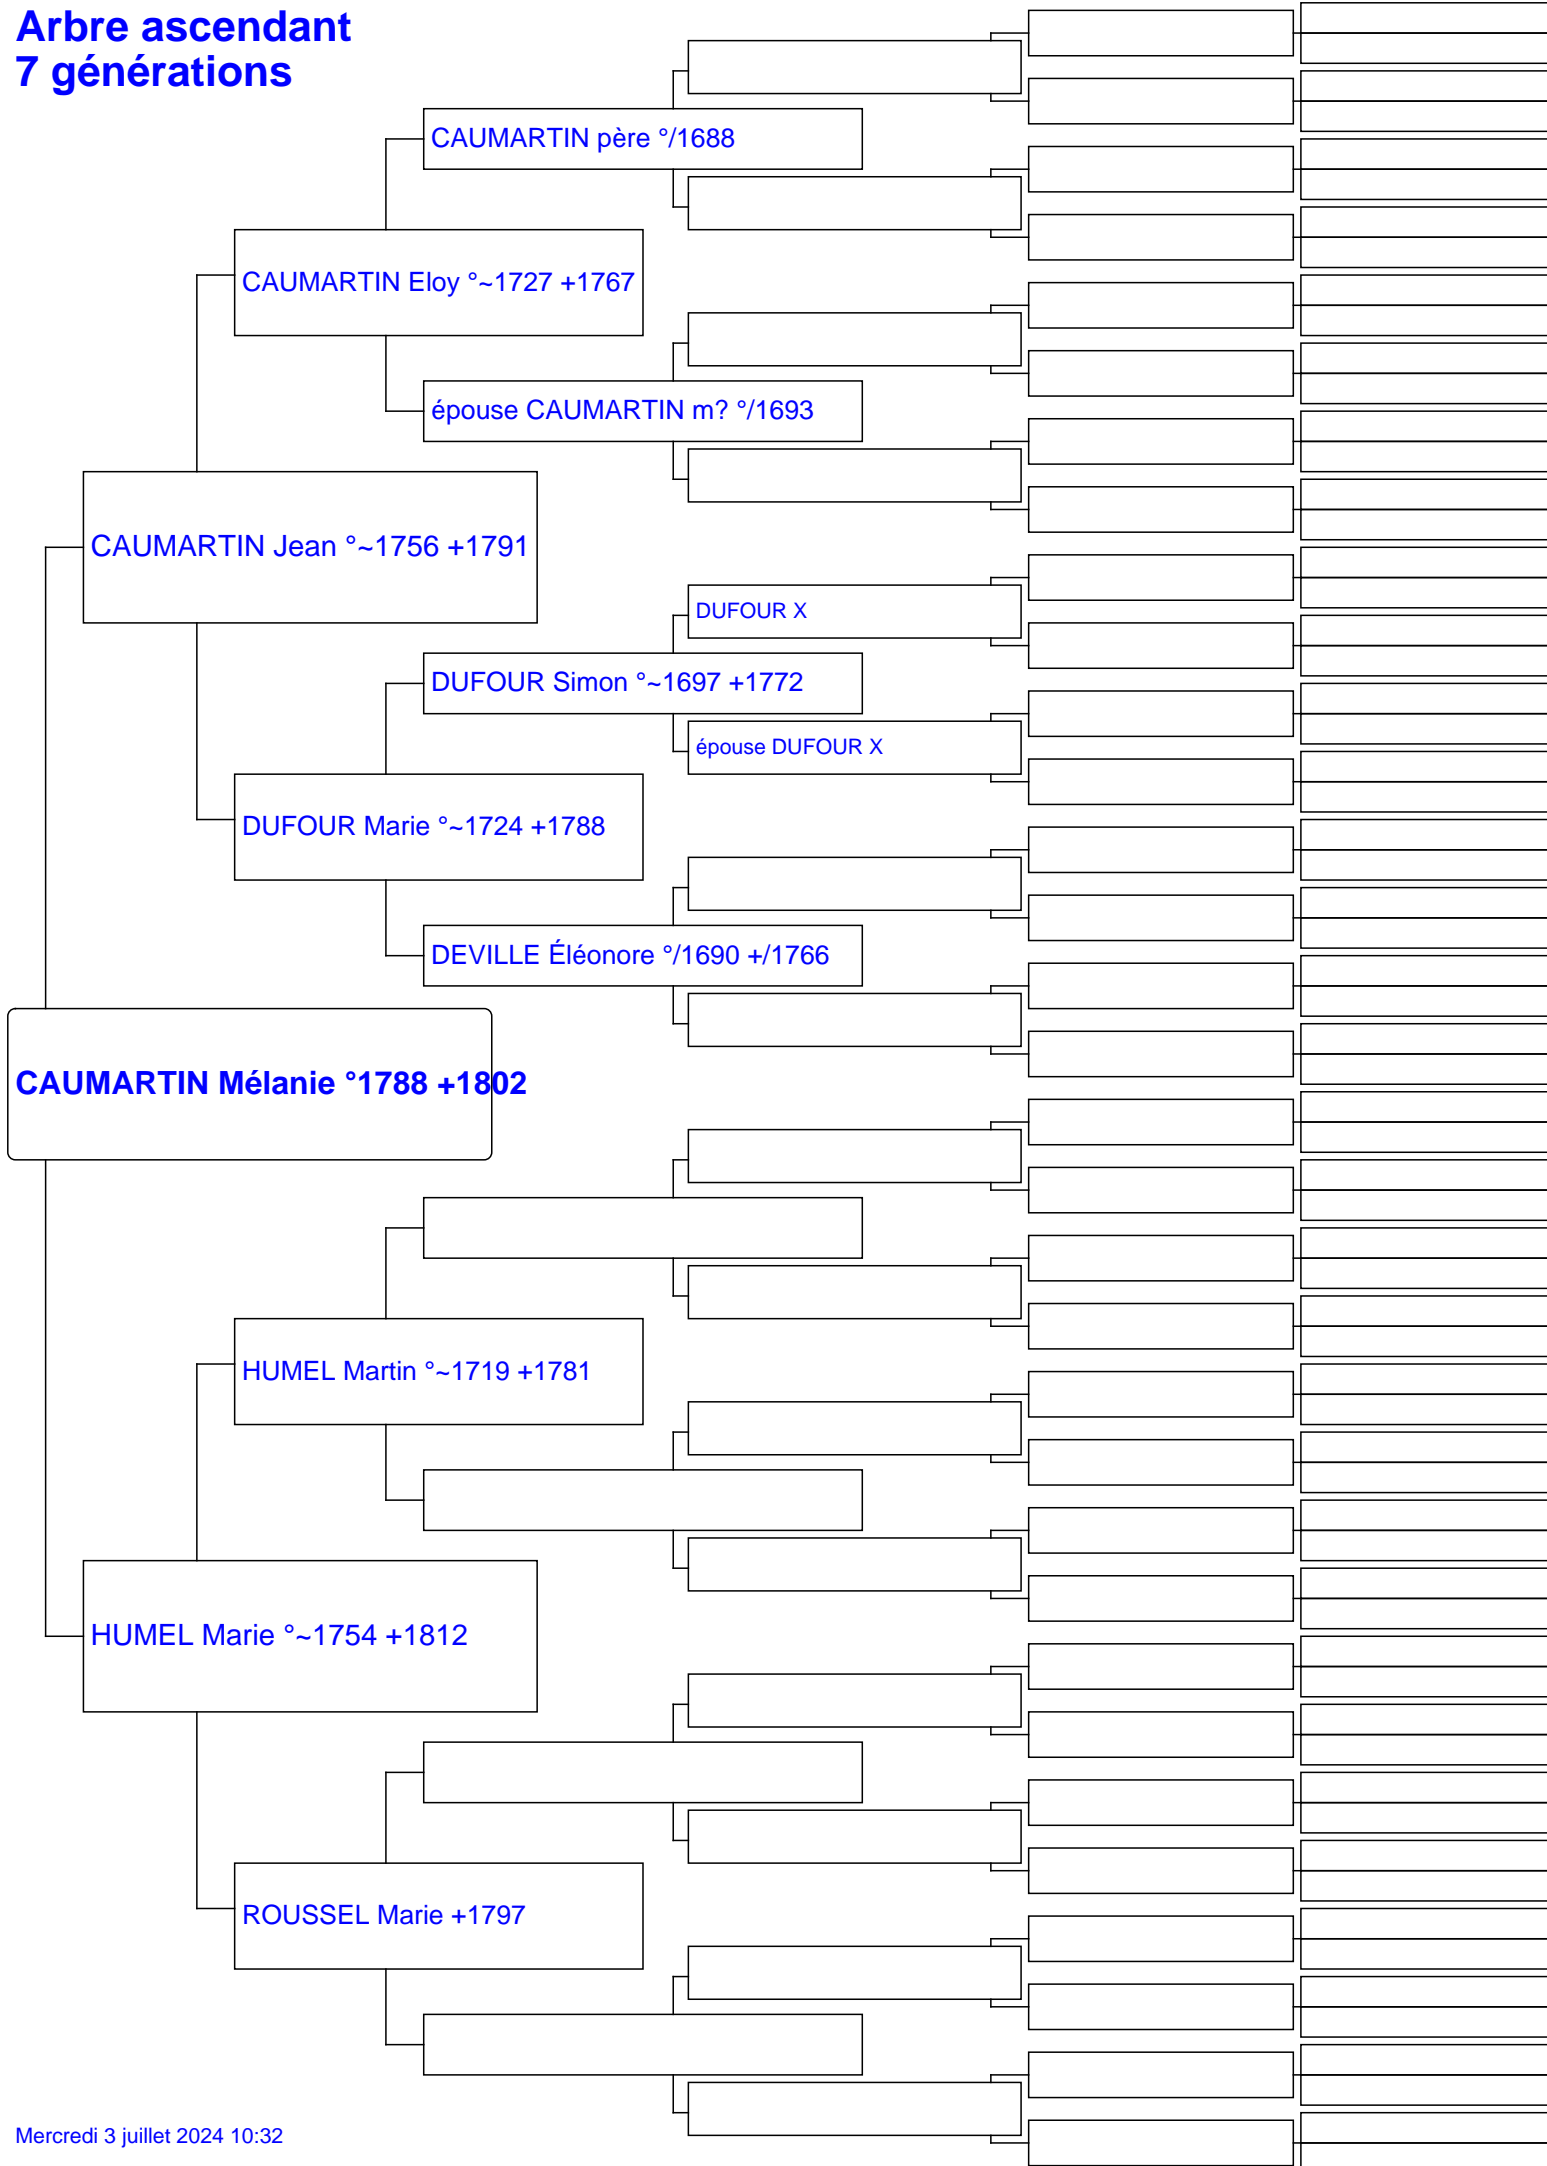 Arbre ascendant
7 générations
CAUMARTIN père °/1688
CAUMARTIN Eloy °~1727 +1767
épouse CAUMARTIN m? °/1693
CAUMARTIN Jean °~1756 +1791
DUFOUR X
DUFOUR Simon °~1697 +1772
épouse DUFOUR X
DUFOUR Marie °~1724 +1788
DEVILLE Éléonore °/1690 +/1766
CAUMARTIN Mélanie °1788 +1802
HUMEL Martin °~1719 +1781
HUMEL Marie °~1754 +1812
ROUSSEL Marie +1797
Mercredi 3 juillet 2024 10:32